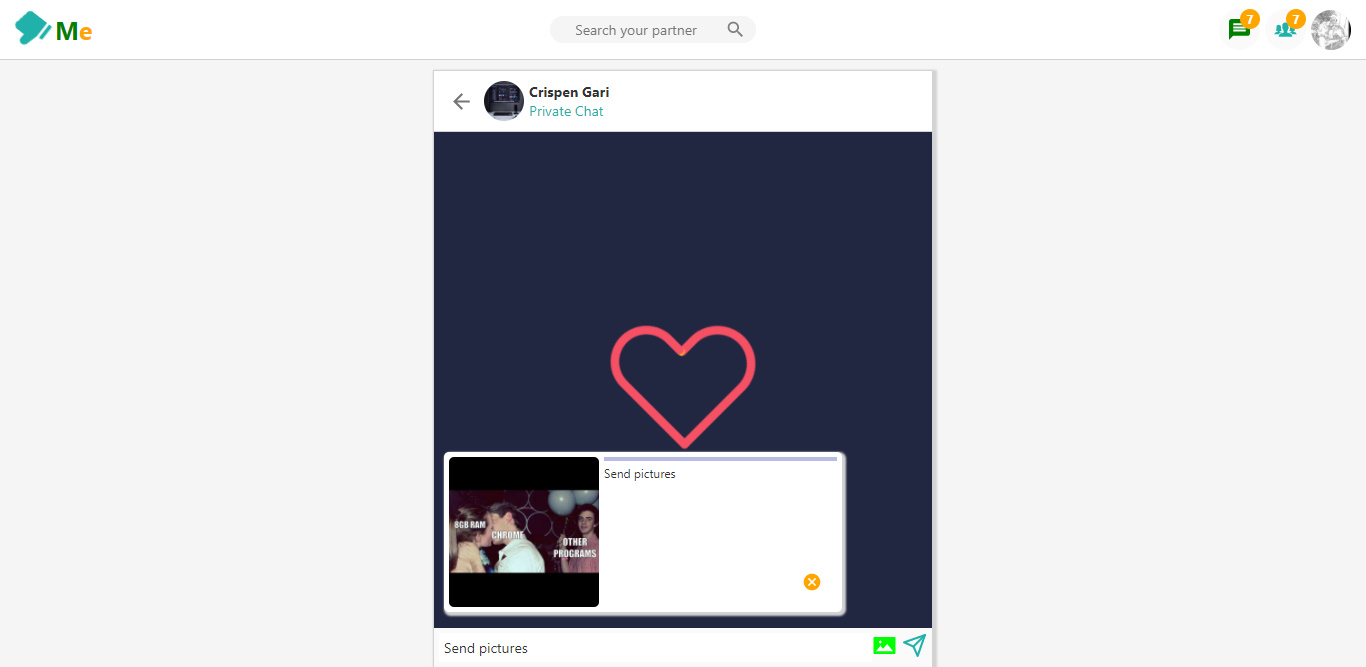 Me
Search your partner
7
7
Crispen Gari
Private Chat
Send pictures
8GB RAM
CHROME
OTHER
PROGRAMS
Send pictures